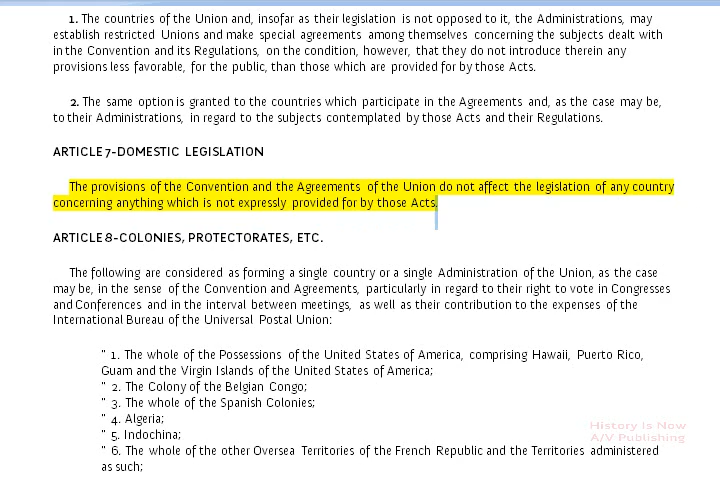 1. The countries of the Union and, insofar as their legislation is not opposed to it, the Administrations, may
establish restricted Unions and make special agreements among themselves concerning the subjects dealt with
in the Convention and its Regulations, on the condition, however, that they do not introduce therein any
provisions less favorable, for the public, than those which are provided for by those Acts.
2. The same option is granted to the countries which participate in the Agreements and, as the case may be,
to their Administrations, in regard to the subjects contemplated by those Acts and their Regulations.
ARTICLE 7-DOMESTIC LEGISLATION
The provisions of the Convention and the Agreements of the Union do not affect the legislation of any country
concerning anything which is not expressly provided for by those Acts.
ARTICLE 8-COLONIES, PROTECTORATES, ETC.
The following are considered as forming a single country or a single Administration of the Union, as the case
may be, in the sense of the Convention and Agreements, particularly in regard to their right to vote in Congresses
and Conferences and in the interval between meetings, as well as their contribution to the expenses of the
International Bureau of the Universal Postal Union:
" 1. The whole of the Possessions of the United States of America, comprising Hawaii, Puerto Rico,
Guam and the Virgin Islands of the United States of America;
" 2. The Colony of the Belgian Congo;
" 3. The whole of the Spanish Colonies;
" 4. Algeria;
" 5. Indochina;
" 6. The whole of the other Oversea Territories of the French Republic and the Territories administered
as such;
History Is Now
A/V Publishing